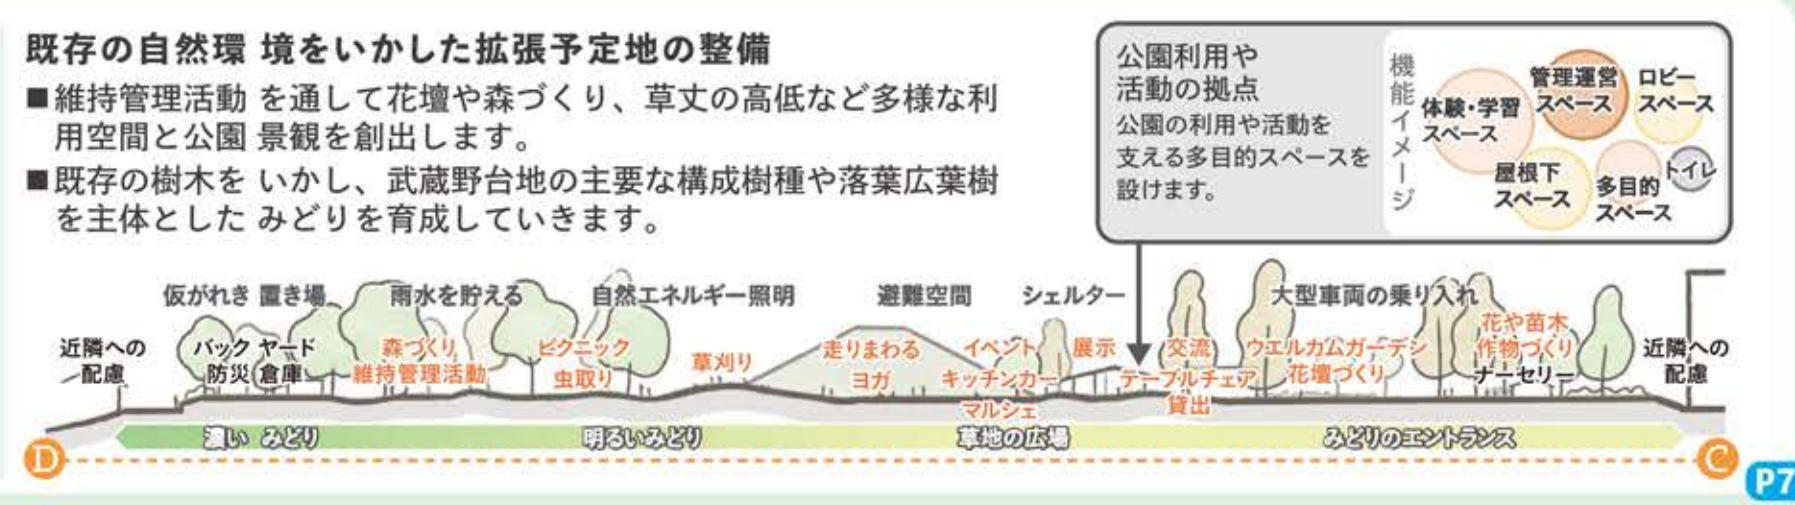 既存の自然環 境をいかした拡張予定地の整備
■維持管理活動 を通して花壇や森づくり、草丈の高低など多様な利
用空間と公園 景観を創出します。
■既存の樹木を いかし、武蔵野台地の主要な構成樹種や落葉広葉樹
を主体とした みどりを育成していきます。
公園利用や
活動の拠点
公園の利用や活動を
支える多目的スペースを
設けます。
機能イメージ
体験・学習
スペース
管理運営
スペース
ロビー
スペース
屋根下
スペース
多目的
スペース
トイレ
仮がれき 置き場
雨水を貯える
自然エネルギー照明
避難空間
シェルター
大型車両の乗り入れ
近隣への
配慮
バック ヤード
防災 倉庫
森づくり
維持管理活動
ピクニック
虫取り
草刈り
走りまわる
ヨガ
イベント
キッチンカー
マルシェ
展示
交流
テーブルチェア
貸出
ウエルカムガーデン
花壇づくり
花や苗木
作物づくり
ナーセリー
近隣への
配慮
濃い みどり
明るいみどり
草地の広場
みどりのエントランス
D
C
P7